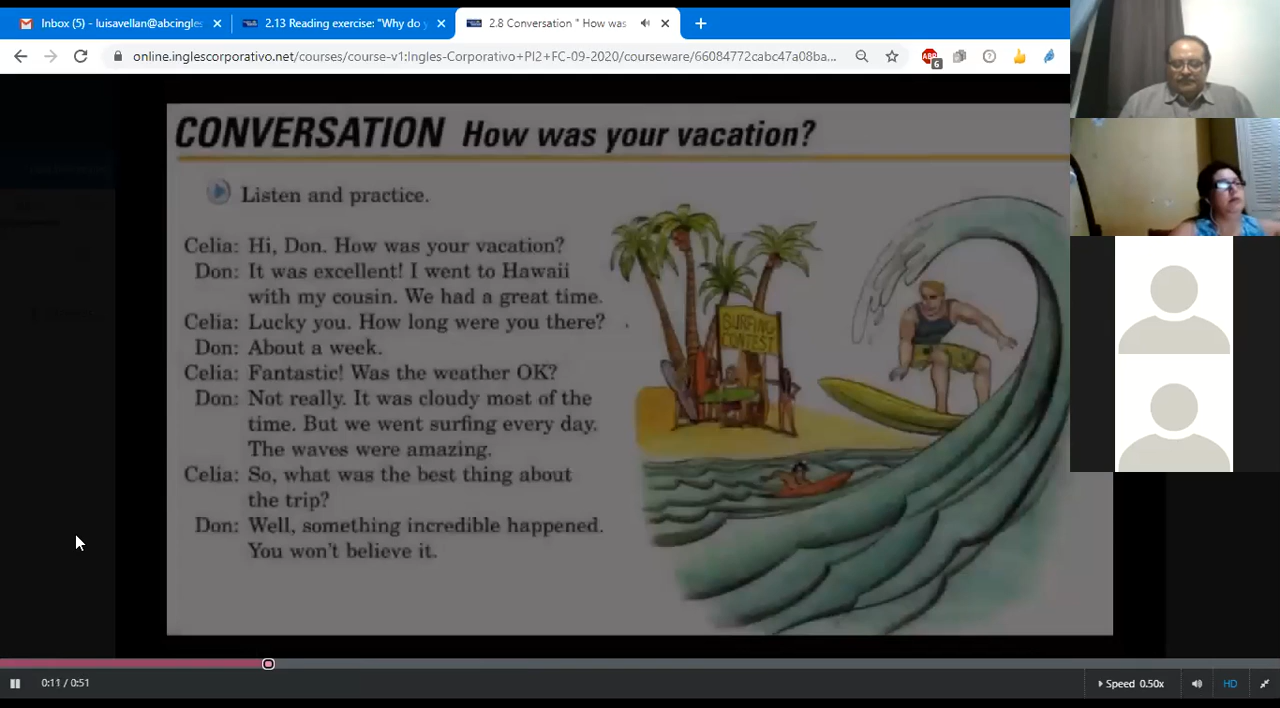 Inbox (5) - luisavellan@abcingles
2.13 Reading exercise: "Why do y
2.8 Conversation " How was
online.inglescorporativo.net/courses/course-v1:Ingles-Corporativo+PI2+FC-09-2020/courseware/66084772cabc47a08ba...
ABP
6
CONVERSATION How was your vacation?
Listen and practice.
Celia: Hi, Don. How was your vacation?
Don: It was excellent! I went to Hawaii
with my cousin. We had a great time.
Celia: Lucky you. How long were you there?
Don: About a week.
Celia: Fantastic! Was the weather OK?
Don: Not really. It was cloudy most of the
time. But we went surfing every day.
The waves were amazing.
Celia: So, what was the best thing about
the trip?
Don: Well, something incredible happened.
You won't believe it.
SURFING
CONTEST
0:11 / 0:51
Speed 0.50x
HD